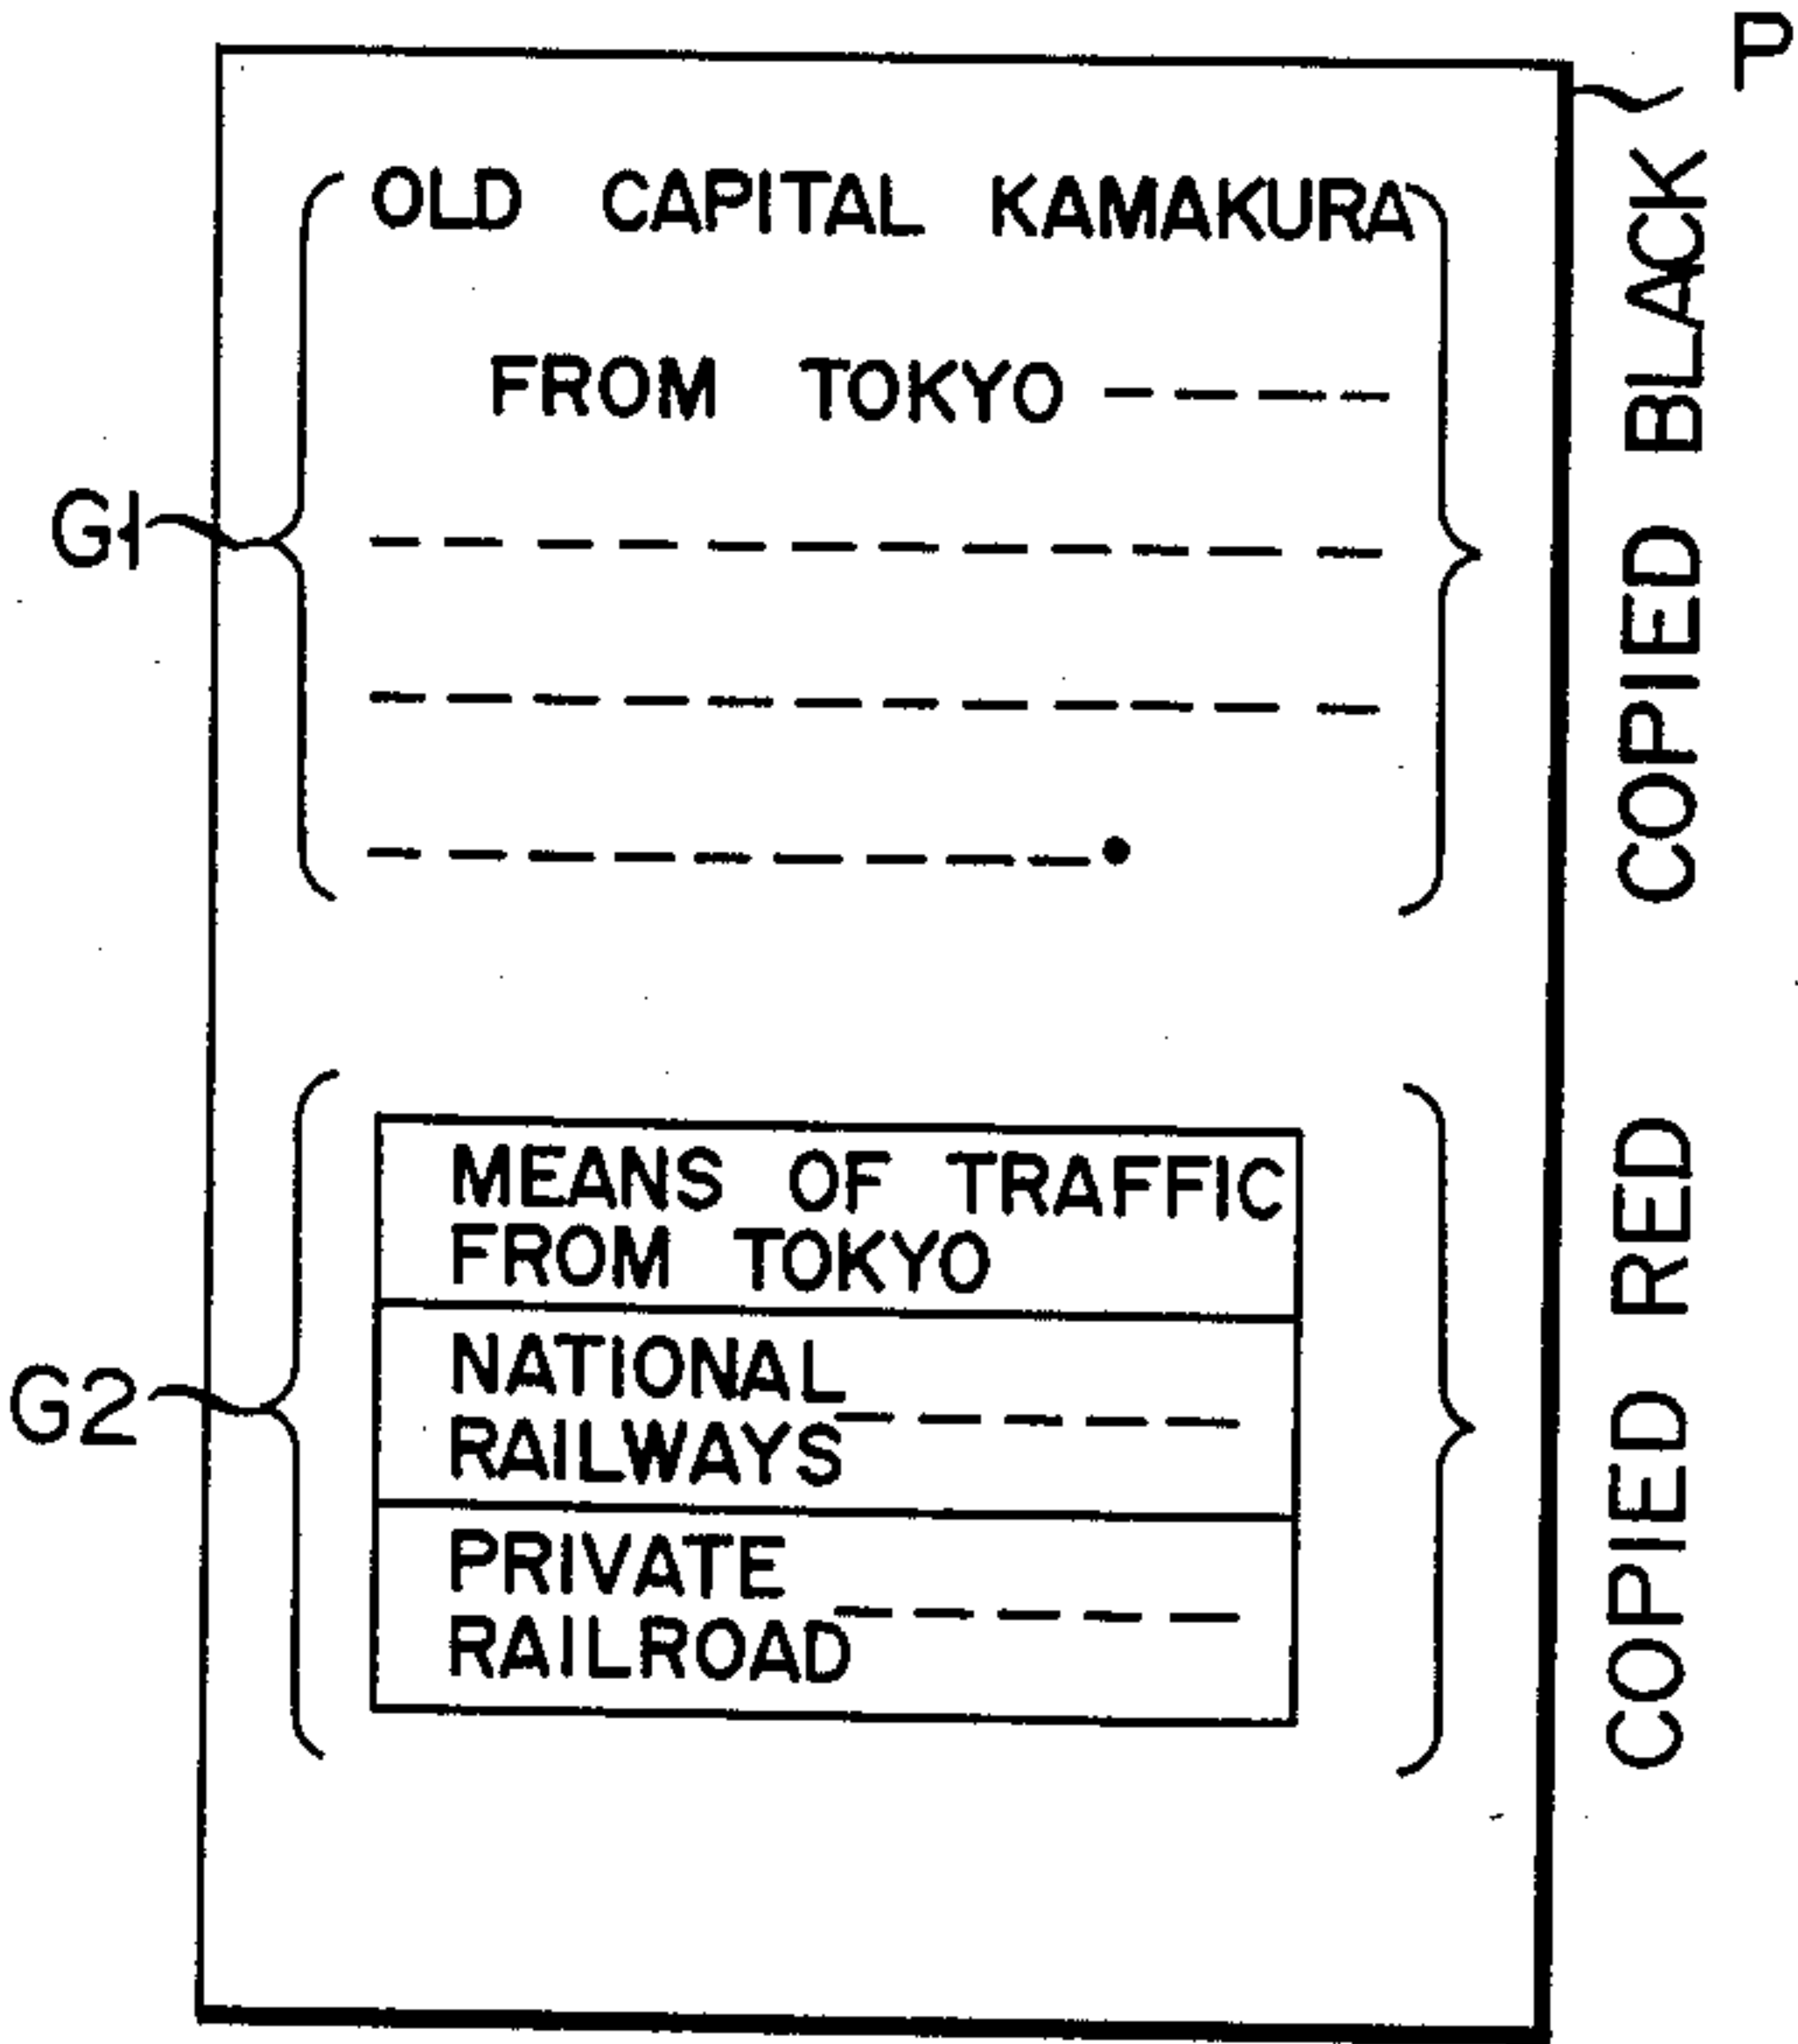 P
OLD CAPITAL KAMAKURA
FROM TOKYO -----
G1
COPIED BLACK
MEANS OF TRAFFIC
FROM TOKYO
NATIONAL
RAILWAYS -----
G2
PRIVATE
RAILROAD -----
COPIED RED